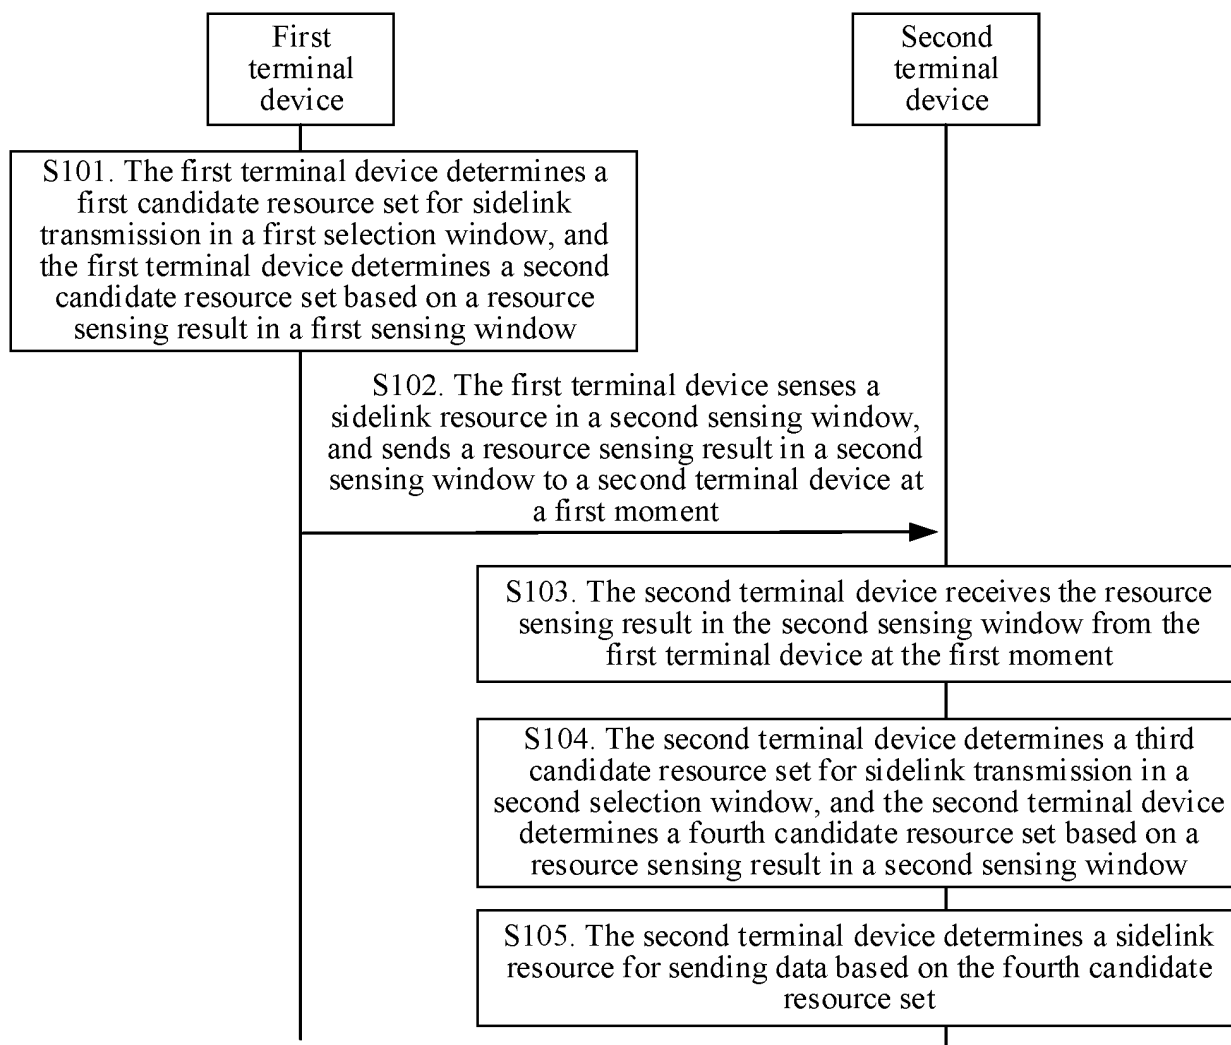 First
terminal
device
Second
terminal
device
S101. The first terminal device determines a
first candidate resource set for sidelink
transmission in a first selection window, and
the first terminal device determines a second
candidate resource set based on a resource
sensing result in a first sensing window
S102. The first terminal device senses a
sidelink resource in a second sensing window,
and sends a resource sensing result in a second
sensing window to a second terminal device at
a first moment
S103. The second terminal device receives the resource
sensing result in the second sensing window from the
first terminal device at the first moment
S104. The second terminal device determines a third
candidate resource set for sidelink transmission in a
second selection window, and the second terminal device
determines a fourth candidate resource set based on a
resource sensing result in a second sensing window
S105. The second terminal device determines a sidelink
resource for sending data based on the fourth candidate
resource set